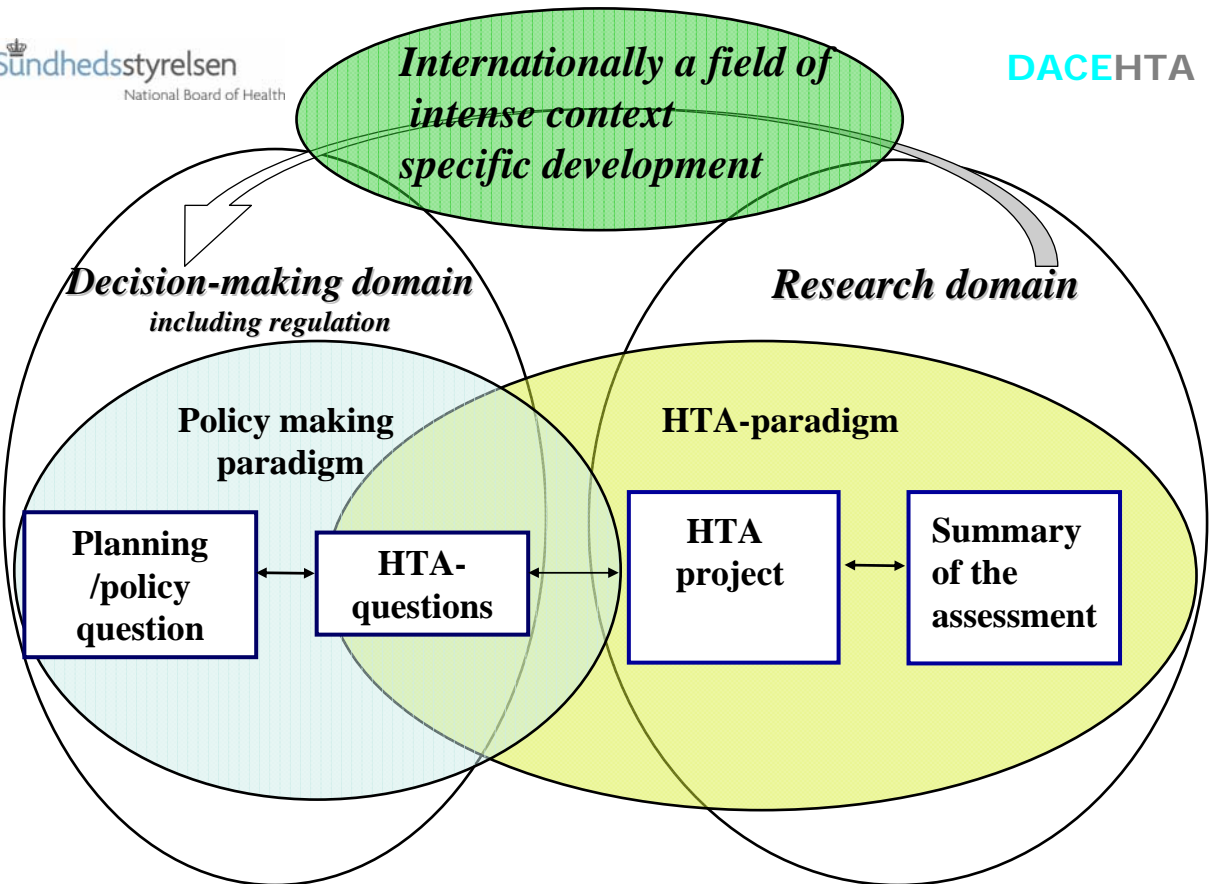 Sundhedsstyrelsen
National Board of Health
DACEHTA
Internationally a field of
intense context
specific development
Decision-making domain
including regulation
Research domain
Policy making
paradigm
HTA-paradigm
Planning
/policy
question
HTA-
questions
HTA
project
Summary
of the
assessment